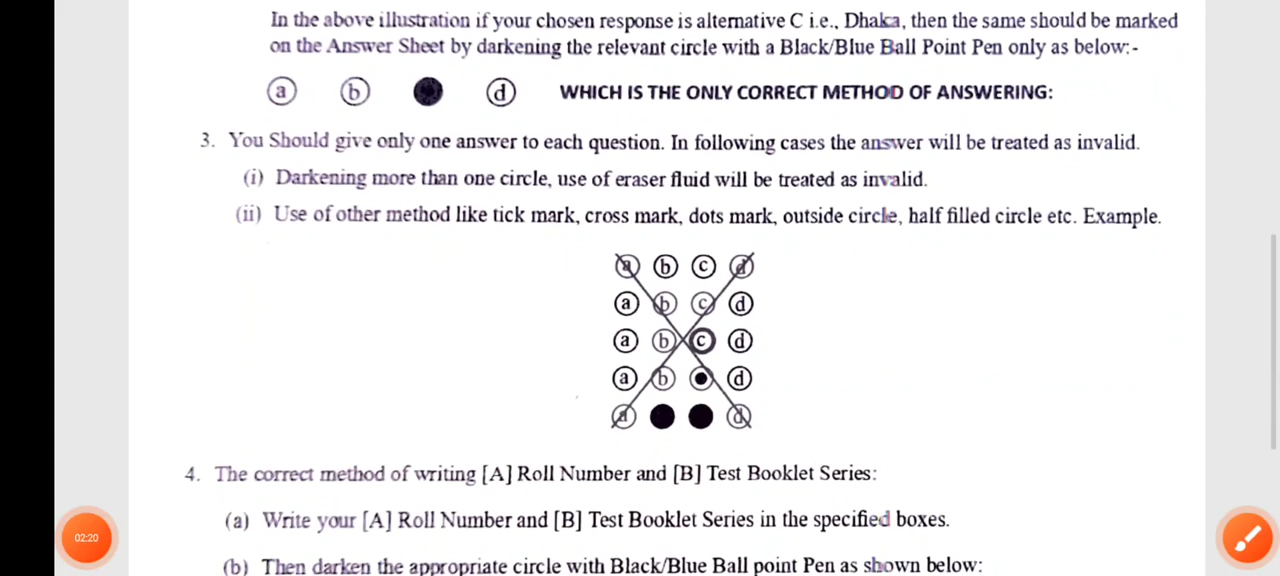 In the above illustration if your chosen response is alternative C i.e., Dhaka, then the same should be marked
on the Answer Sheet by darkening the relevant circle with a Black/Blue Ball Point Pen only as below:-
a b d WHICH IS THE ONLY CORRECT METHOD OF ANSWERING:
3. You Should give only one answer to each question. In following cases the answer will be treated as invalid.
(i) Darkening more than one circle, use of eraser fluid will be treated as invalid.
(ii) Use of other method like tick mark, cross mark, dots mark, outside circle, half filled circle etc. Example.
a b c d
a b c d
a b c d
a b d
a d
4. The correct method of writing [A] Roll Number and [B] Test Booklet Series:
(a) Write your [A] Roll Number and [B] Test Booklet Series in the specified boxes.
(b) Then darken the appropriate circle with Black/Blue Ball point Pen as shown below:
02:20